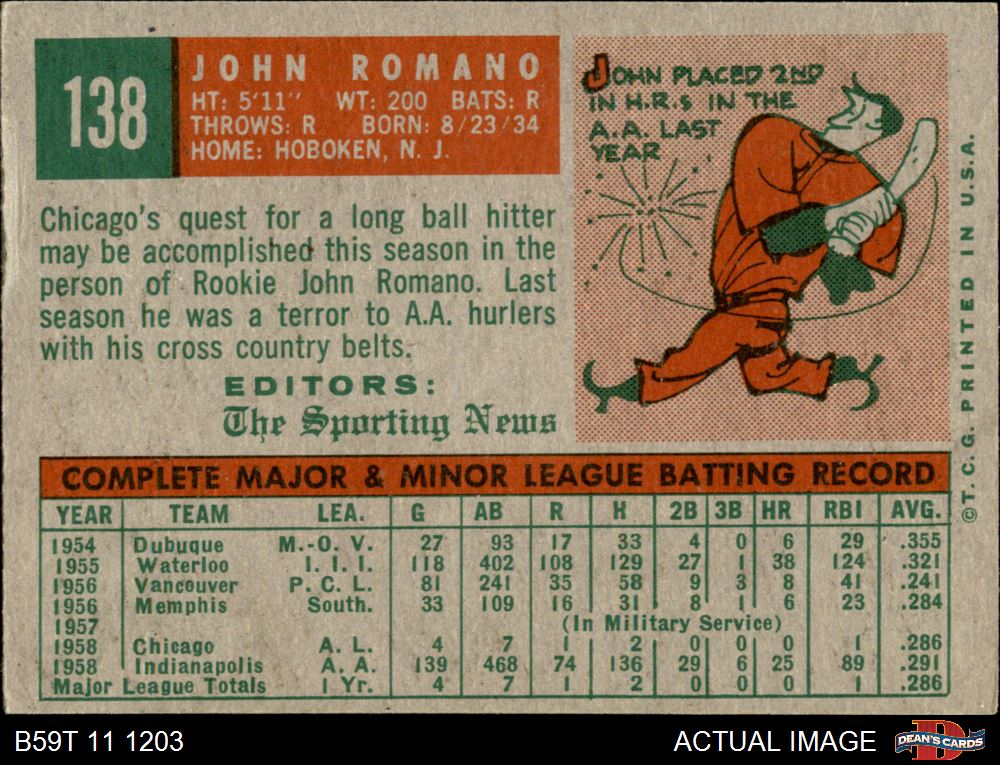 138
JOHN ROMANO
HT: 5'11" WT: 200 BATS: R
THROWS: R BORN: 8/23/34
HOME: HOBOKEN, N. J.
JOHN PLACED 2ND
IN H.R.S IN THE
A.A. LAST
YEAR
Chicago's quest for a long ball hitter
may be accomplished this season in the
person of Rookie John Romano. Last
season he was a terror to A.A. hurlers
with his cross country belts.
EDITORS:
The Sporting News
©T.C.G. PRINTED IN U.S.A.
COMPLETE MAJOR & MINOR LEAGUE BATTING RECORD
YEAR TEAM LEA. G AB R H 2B 3B HR RBI AVG.
1954 Dubuque M.-O. V. 27 93 17 33 4 0 6 29 .355
1955 Waterloo I. I. I. 118 402 108 129 27 1 38 124 .321
1956 Vancouver P. C. L. 81 241 35 58 9 3 8 41 .241
1956 Memphis South. 33 109 16 31 8 1 6 23 .284
1957 (In Military Service)
1958 Chicago A. L. 4 7 1 2 0 0 0 1 .286
1958 Indianapolis A. A. 139 468 74 136 29 6 25 89 .291
Major League Totals 1 Yr. 4 7 1 2 0 0 0 1 .286
B59T 11 1203
ACTUAL IMAGE
D
DEAN'S CARDS